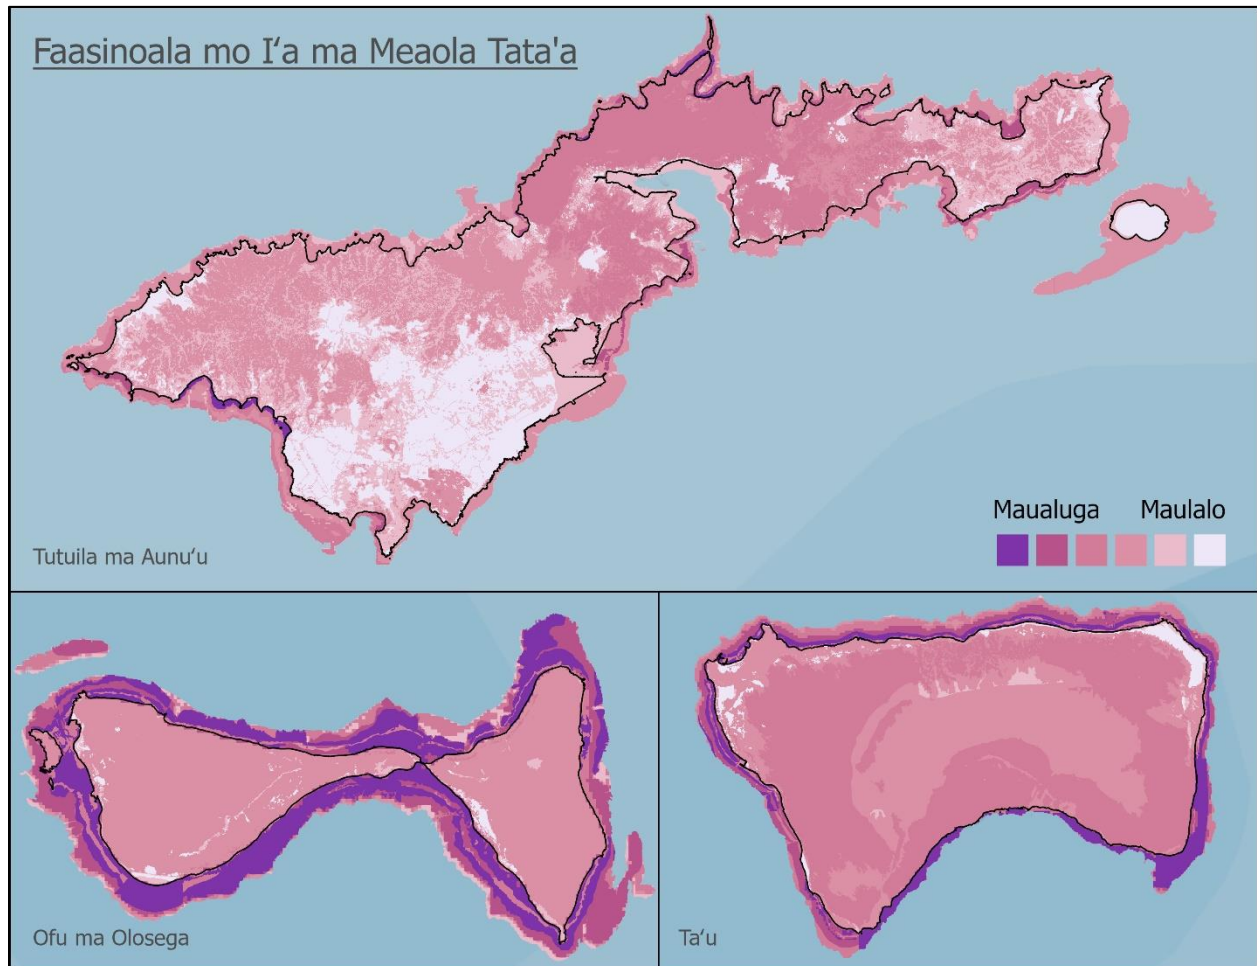 Faasinoala mo I‘a ma Meaola Tata'a
Maualuga Maulalo
Tutuila ma Aunu‘u
Ofu ma Olosega
Ta‘u